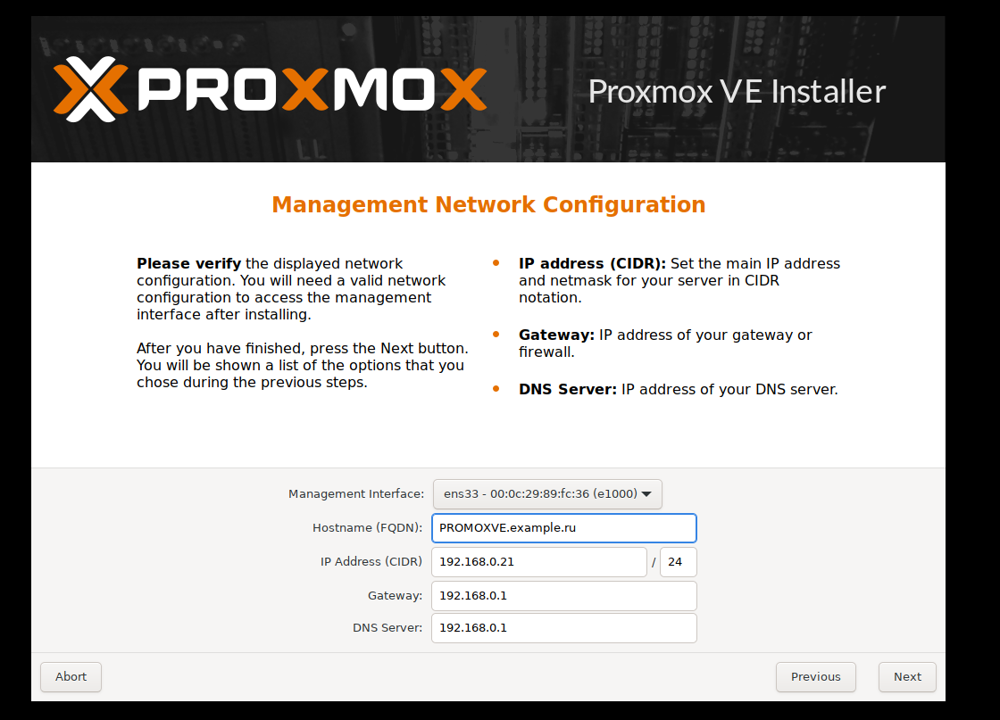 PROXMOX
Proxmox VE Installer
Management Network Configuration
Please verify the displayed network
configuration. You will need a valid network
configuration to access the management
interface after installing.
After you have finished, press the Next button.
You will be shown a list of the options that you
chose during the previous steps.
IP address (CIDR): Set the main IP address
and netmask for your server in CIDR
notation.
Gateway: IP address of your gateway or
firewall.
DNS Server: IP address of your DNS server.
Management Interface: ens33 - 00:0c:29:89:fc:36 (e1000)
Hostname (FQDN): PROMOXVE.example.ru
IP Address (CIDR) 192.168.0.21 / 24
Gateway: 192.168.0.1
DNS Server: 192.168.0.1
Abort Previous Next